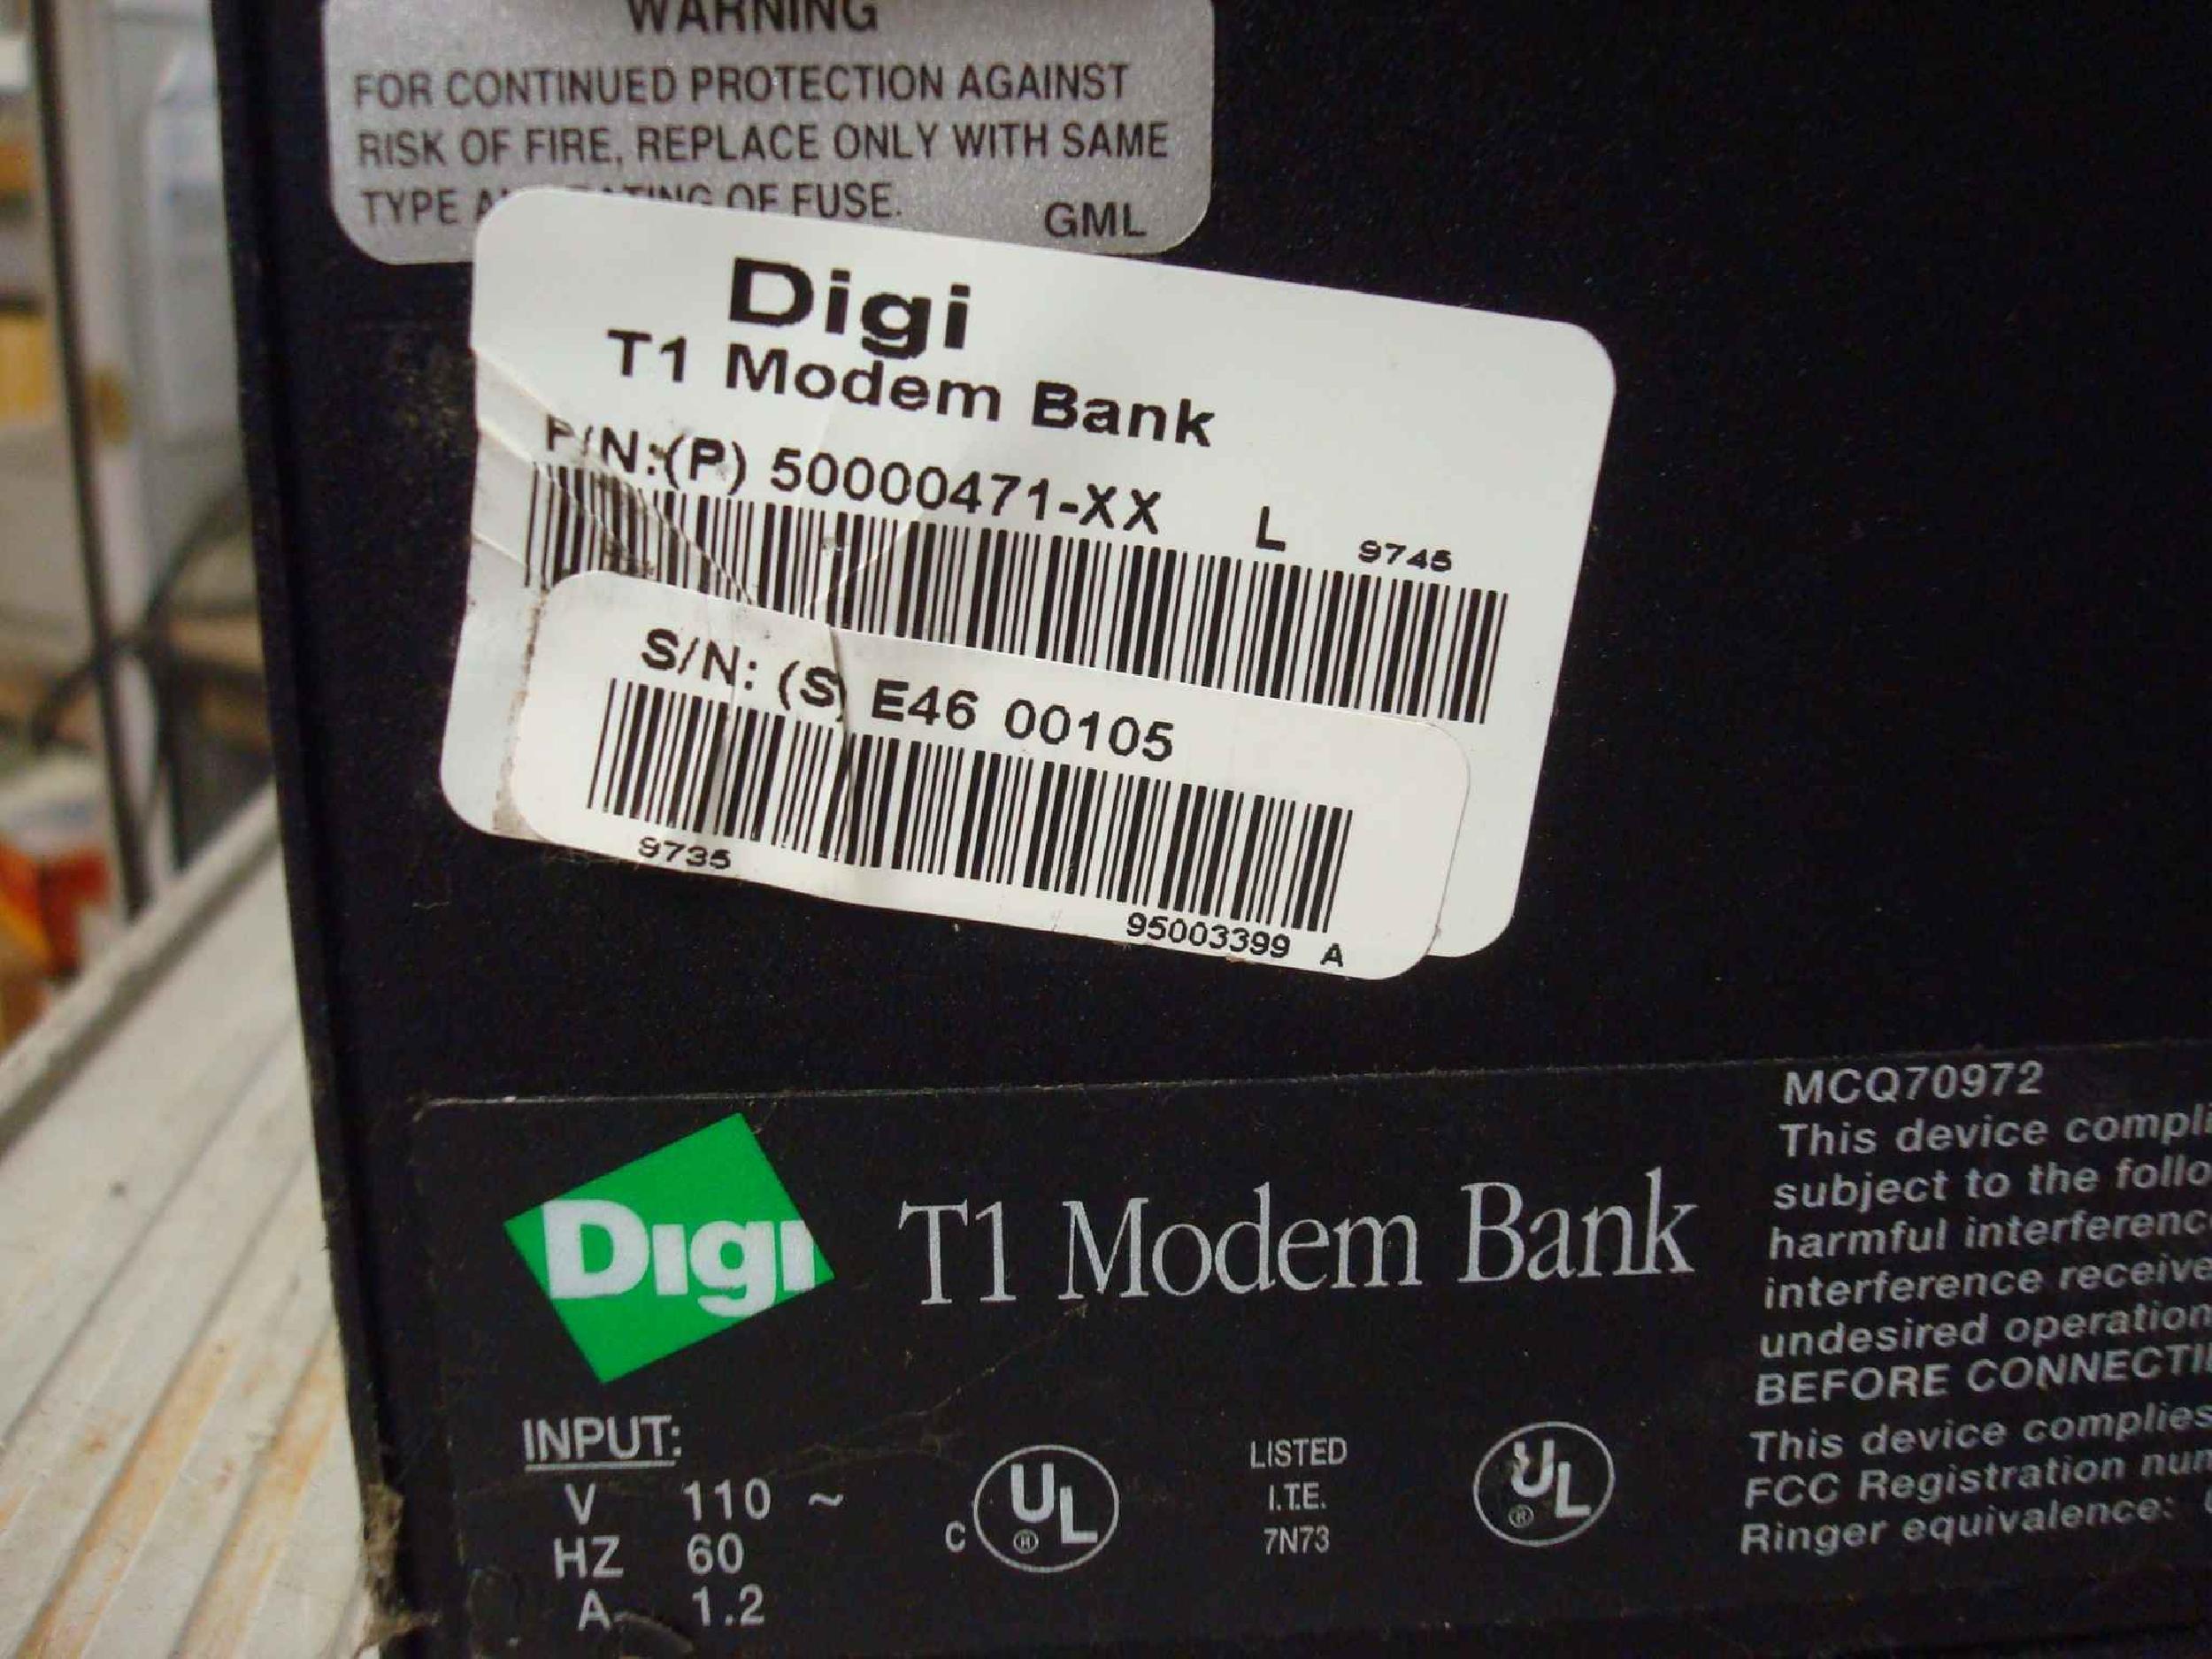 WARNING
FOR CONTINUED PROTECTION AGAINST
RISK OF FIRE, REPLACE ONLY WITH SAME
TYPE OF FUSE.
GML
Digi
T1 Modem Bank
P/N:(P) 50000471-XX L 9745
S/N: (S) E46 00105
9735
95003399 A
Digi T1 Modem Bank
INPUT:
V 110 ~
HZ 60
A 1.2
C UL ®
LISTED
I.T.E.
7N73
UL ®
MCQ70972
This device compli
subject to the follo
harmful interferenc
interference receive
undesired operation
BEFORE CONNECTI
This device complies
FCC Registration num
Ringer equivalence: